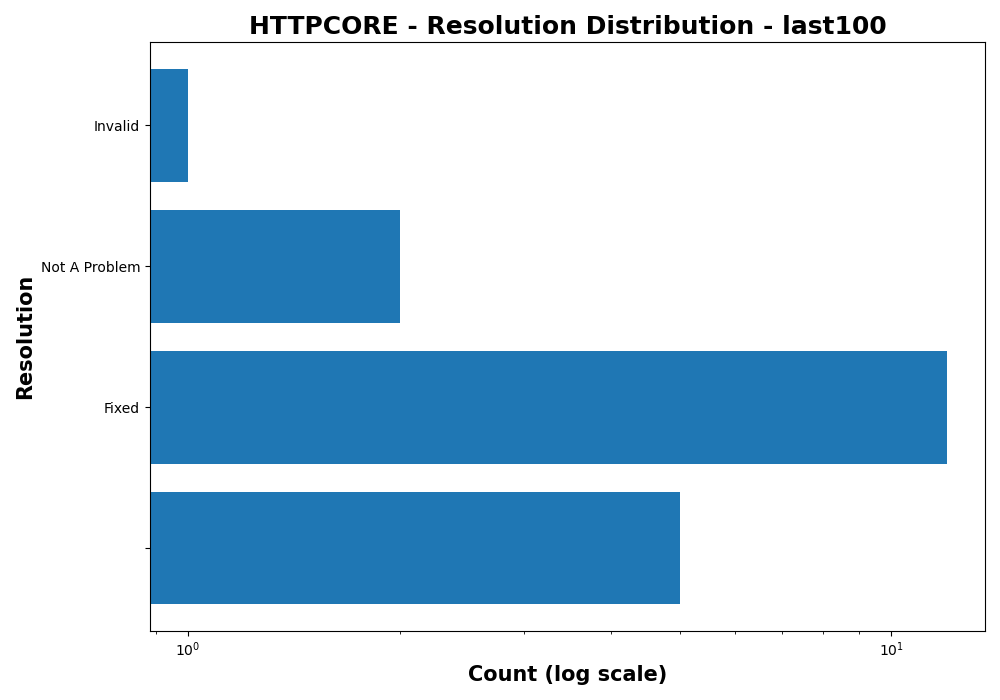 HTTPCORE - Resolution Distribution - last100
Invalid
Not A Problem
Fixed
Resolution
10⁰
10¹
Count (log scale)